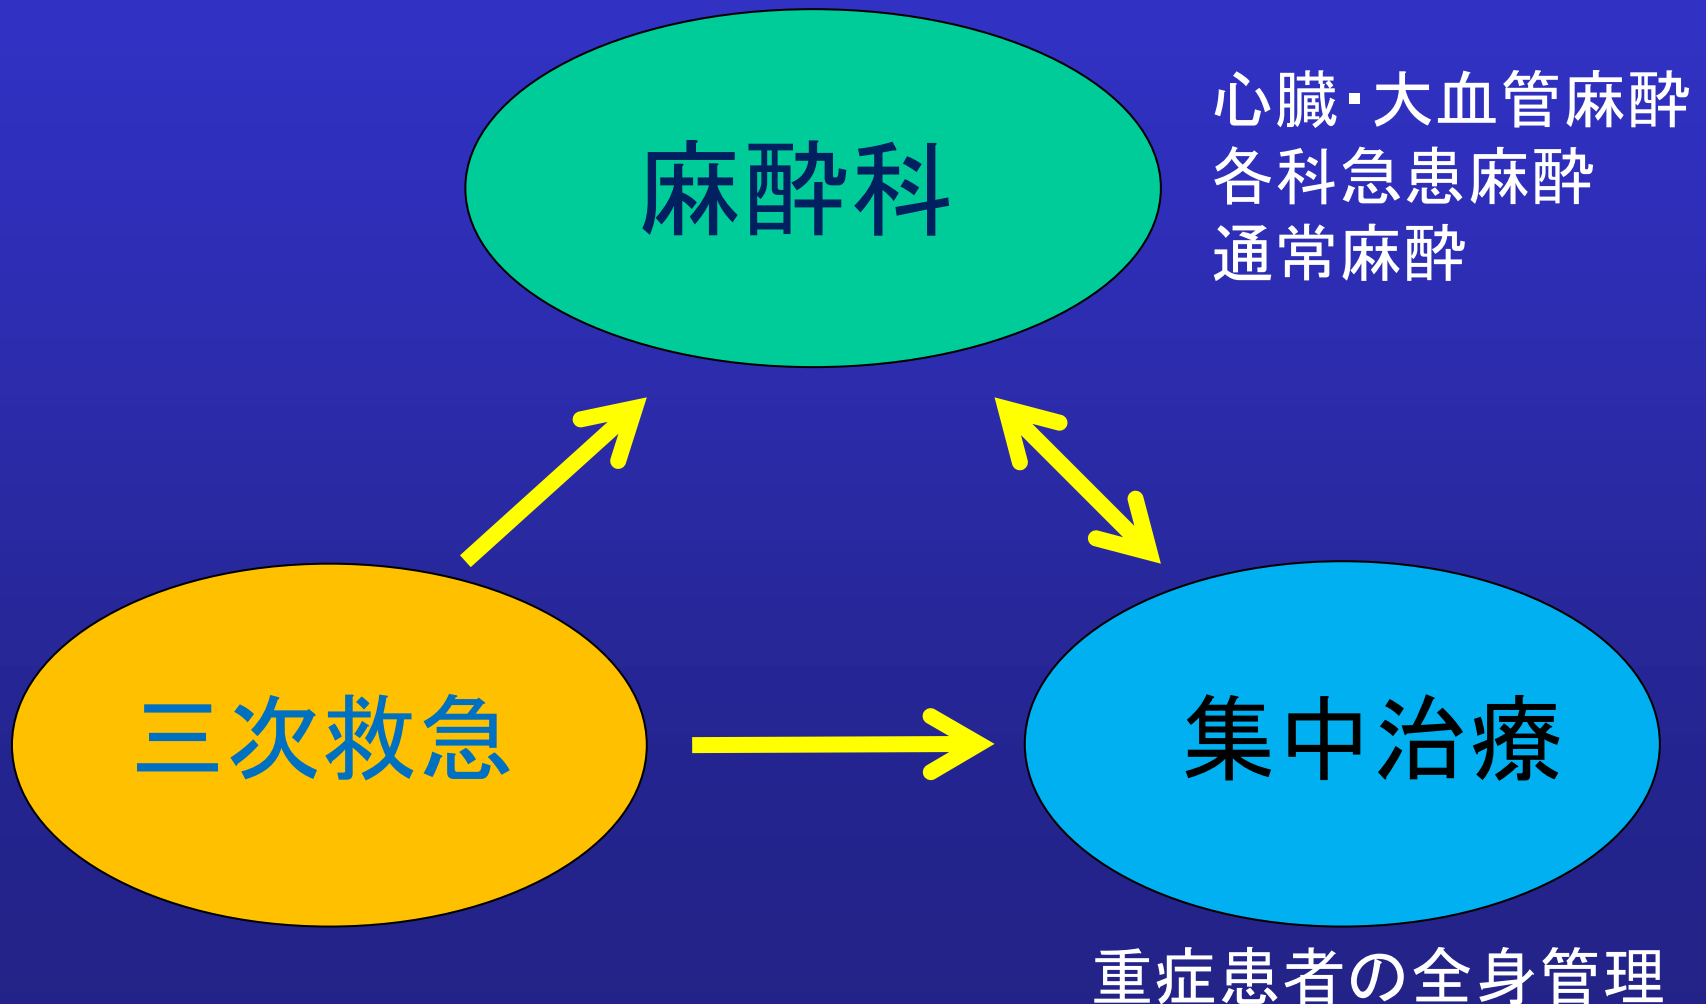 麻酔科
心臓・大血管麻酔
各科急患麻酔
通常麻酔
三次救急
集中治療
重症患者の全身管理